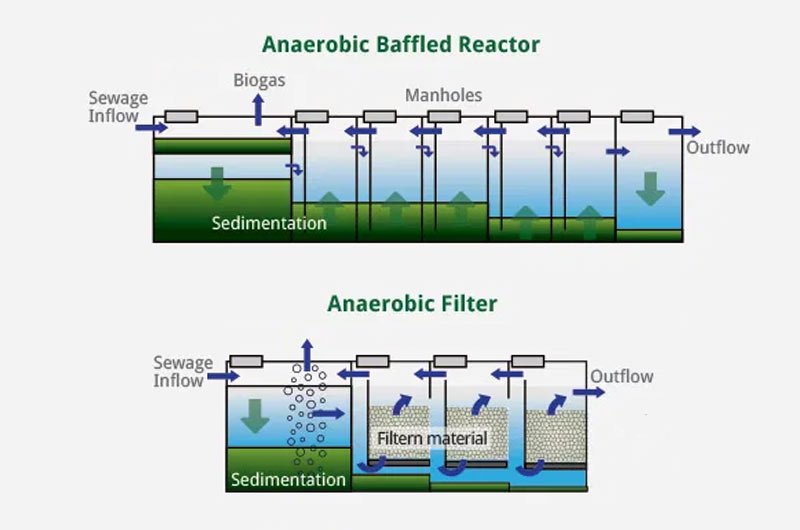 Anaerobic Baffled Reactor
Biogas
Sewage
Inflow
Manholes
Outflow
Sedimentation
Anaerobic Filter
Sewage
Inflow
Outflow
Filtern material
Sedimentation